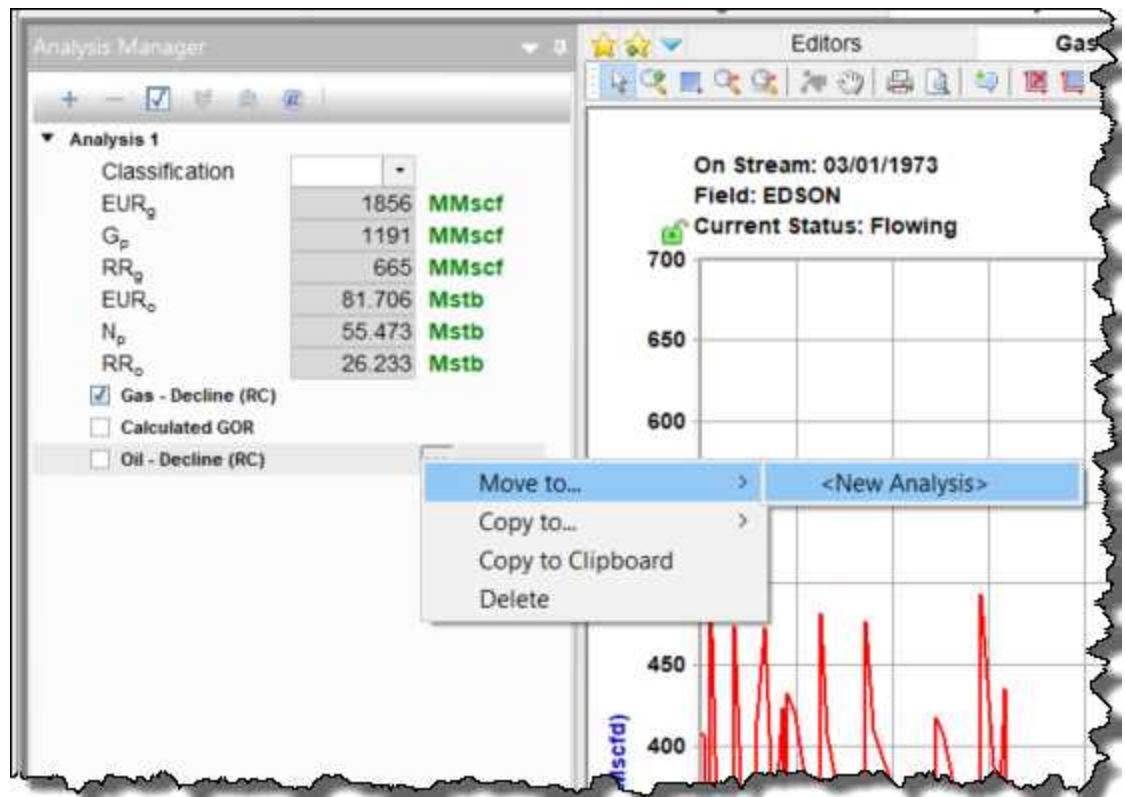 Analysis Manager
Analysis 1
Classification
EURg 1856 MMscf
Gp 1191 MMscf
RRg 665 MMscf
EURo 81.706 Mstb
Np 55.473 Mstb
RRo 26.233 Mstb
Gas - Decline (RC)
Calculated GOR
Oil - Decline (RC)
Move to...
<New Analysis>
Copy to...
Copy to Clipboard
Delete
Editors
Gas
On Stream: 03/01/1973
Field: EDSON
Current Status: Flowing
700
650
600
450
400